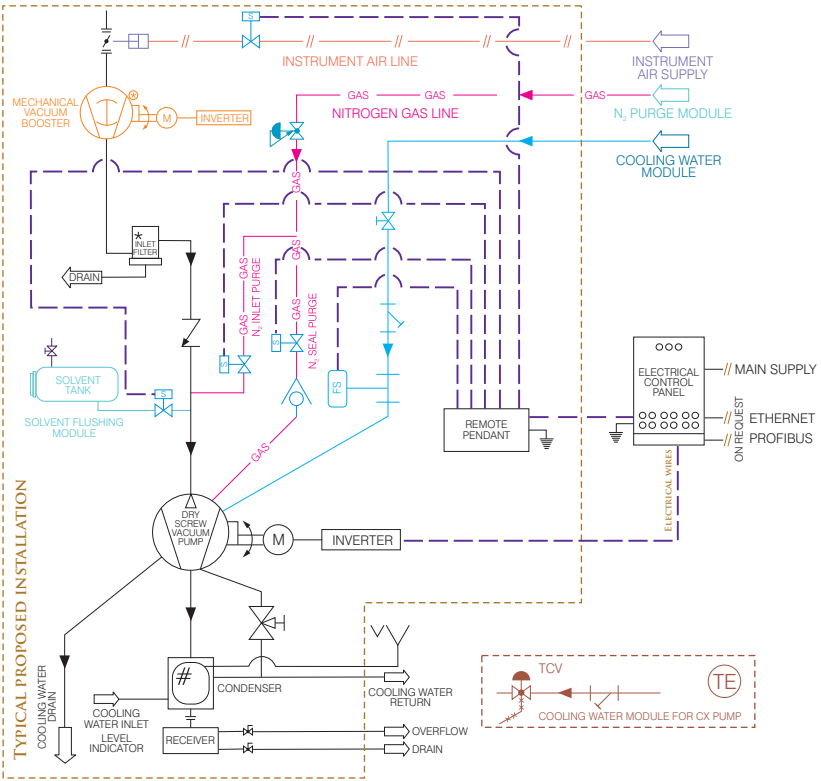 S
INSTRUMENT AIR LINE
INSTRUMENT
AIR SUPPLY
MECHANICAL
VACUUM
BOOSTER
*
M
INVERTER
GAS
GAS
GAS
NITROGEN GAS LINE
N2 PURGE MODULE
COOLING WATER
MODULE
GAS
GAS
GAS
GAS
GAS
GAS
N2 INLET PURGE
N2 SEAL PURGE
*
INLET
FILTER
DRAIN
S
S
S
FS
SOLVENT
TANK
SOLVENT FLUSHING
MODULE
GAS
REMOTE
PENDANT
ELECTRICAL
CONTROL
PANEL
MAIN SUPPLY
ETHERNET
PROFIBUS
ON REQUEST
ELECTRICAL WIRES
DRY
SCREW
VACUUM
PUMP
M
INVERTER
TYPICAL PROPOSED INSTALLATION
COOLING WATER
DRAIN
#
CONDENSER
COOLING WATER
RETURN
COOLING WATER
WATER INLET
LEVEL
INDICATOR
RECEIVER
OVERFLOW
DRAIN
TCV
TE
COOLING WATER MODULE FOR CX PUMP